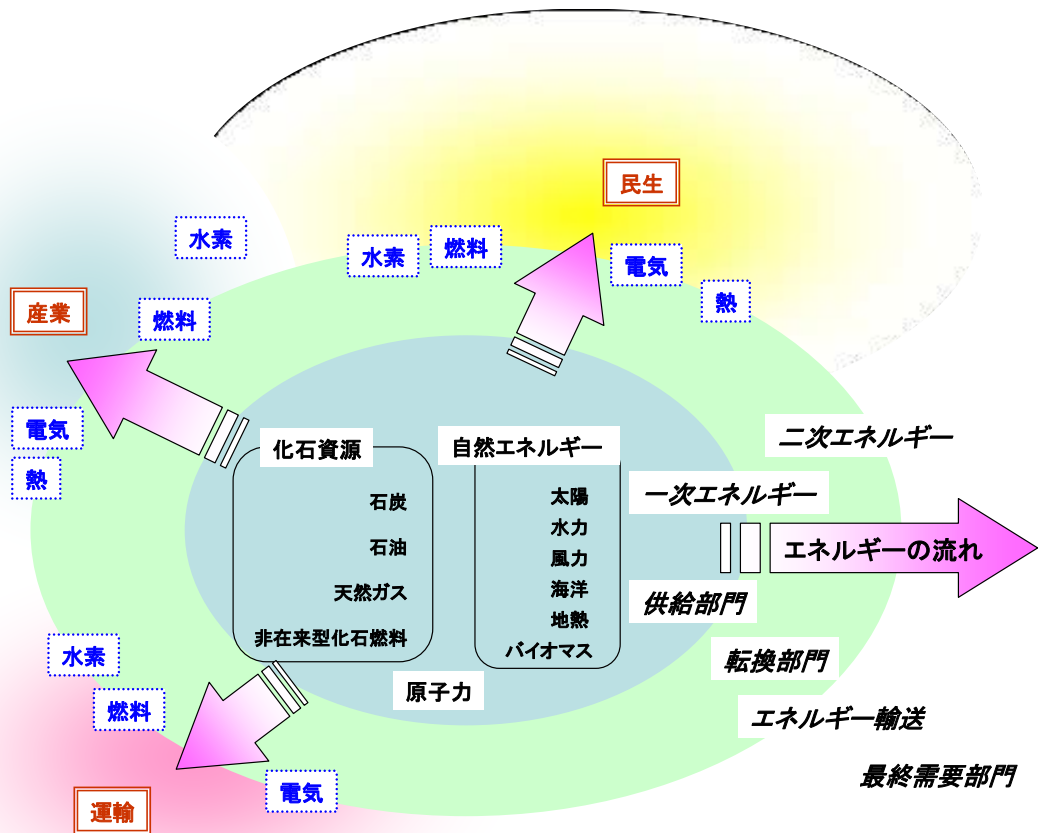 民生
水素
燃料
電気
熱
水素
産業
燃料
電気
熱
化石資源
石炭
石油
天然ガス
非在来型化石燃料
自然エネルギー
太陽
水力
風力
海洋
地熱
バイオマス
原子力
二次エネルギー
一次エネルギー
エネルギーの流れ
供給部門
転換部門
エネルギー輸送
最終需要部門
水素
燃料
電気
運輸